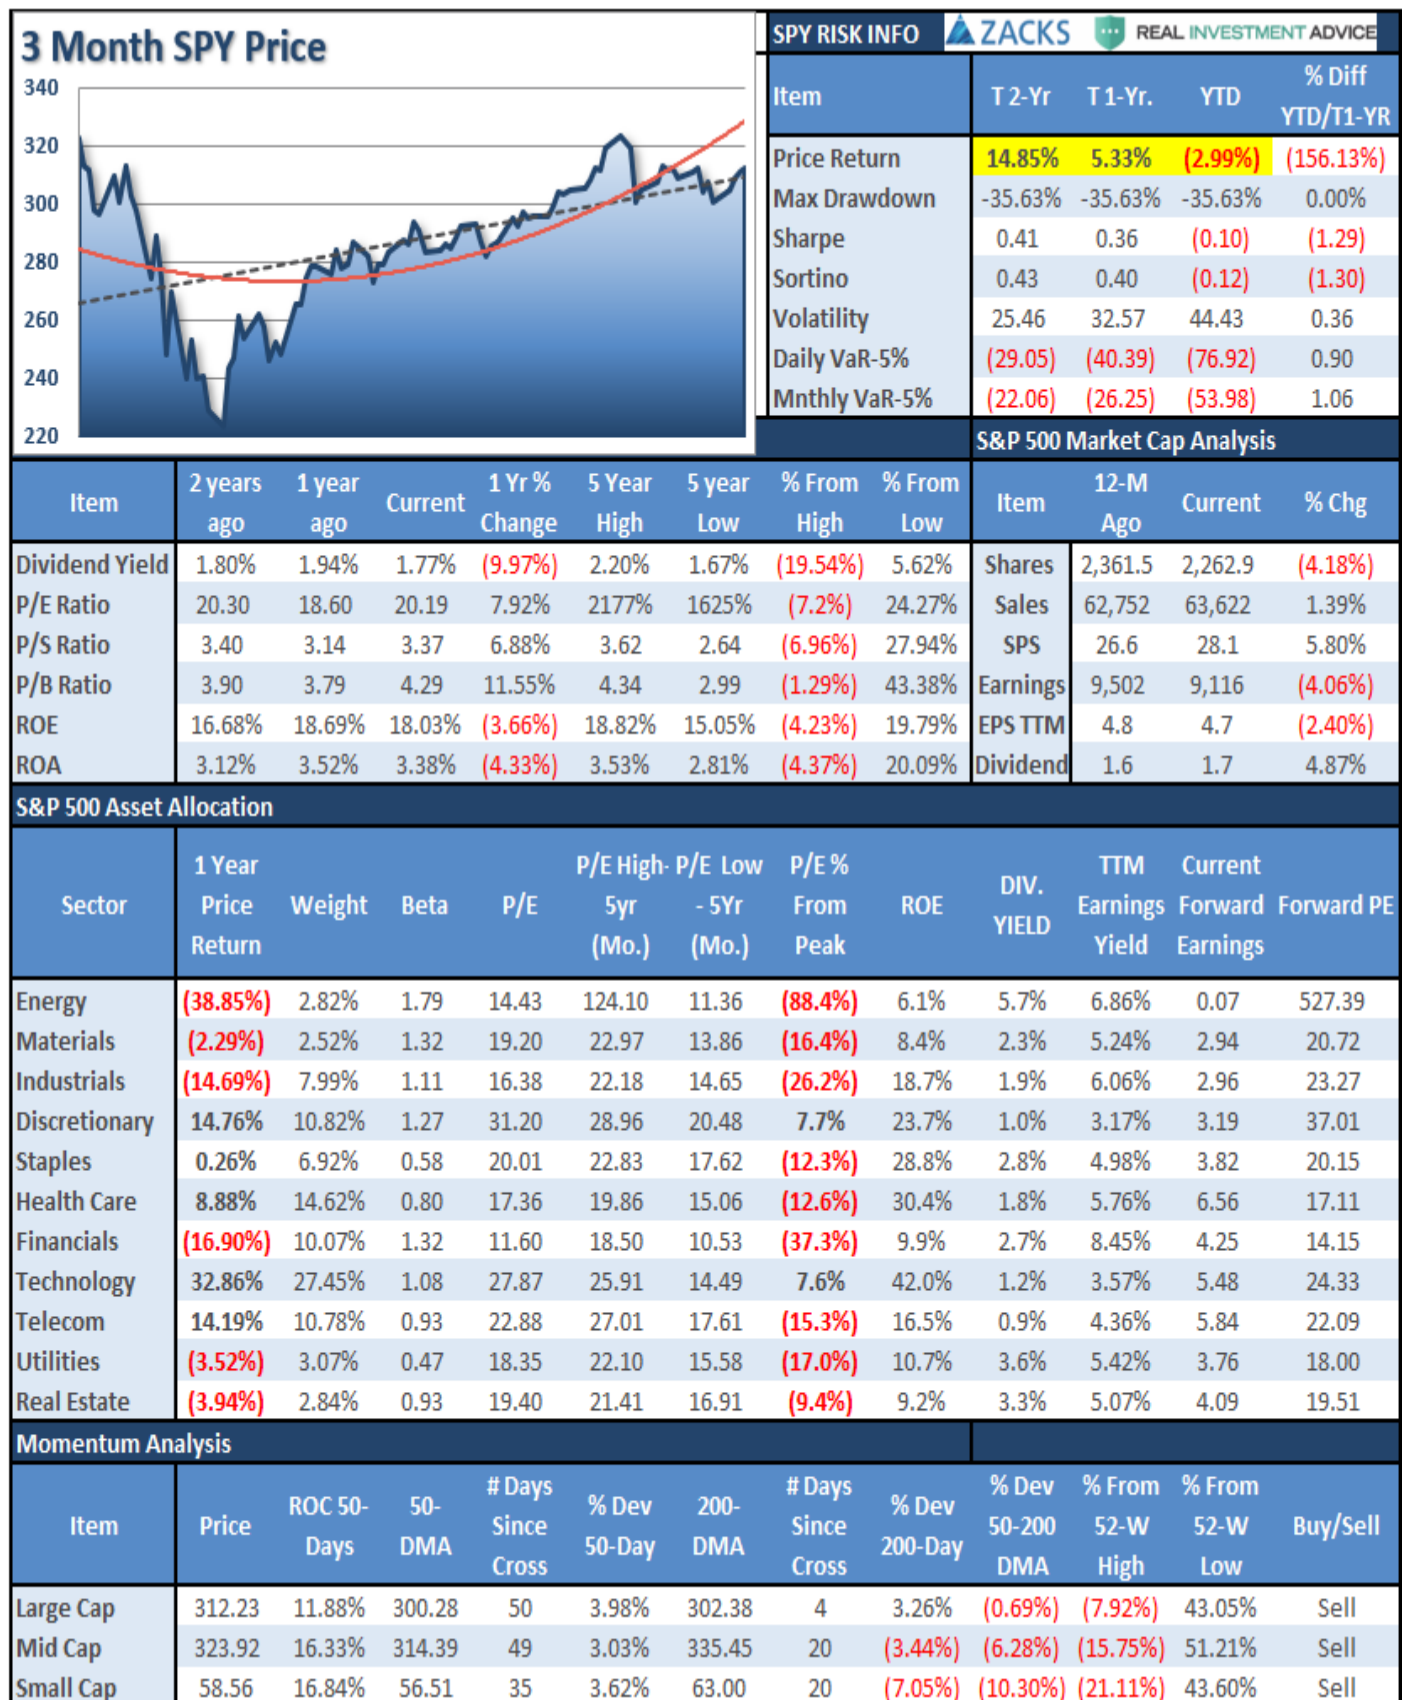 3 Month SPY Price
340
320
300
280
260
240
220
SPY RISK INFO ZACKS REAL INVESTMENT ADVICE
Item T 2-Yr T 1-Yr. YTD % Diff YTD/T1-YR
Price Return 14.85% 5.33% (2.99%) (156.13%)
Max Drawdown -35.63% -35.63% -35.63% 0.00%
Sharpe 0.41 0.36 (0.10) (1.29)
Sortino 0.43 0.40 (0.12) (1.30)
Volatility 25.46 32.57 44.43 0.36
Daily VaR-5% (29.05) (40.39) (76.92) 0.90
Mnthly VaR-5% (22.06) (26.25) (53.98) 1.06
S&P 500 Market Cap Analysis
Item 2 years ago 1 year ago Current 1 Yr % Change 5 Year High 5 year Low % From High % From Low Item 12-M Ago Current % Chg
Dividend Yield 1.80% 1.94% 1.77% (9.97%) 2.20% 1.67% (19.54%) 5.62% Shares 2,361.5 2,262.9 (4.18%)
P/E Ratio 20.30 18.60 20.19 7.92% 2177% 1625% (7.2%) 24.27% Sales 62,752 63,622 1.39%
P/S Ratio 3.40 3.14 3.37 6.88% 3.62 2.64 (6.96%) 27.94% SPS 26.6 28.1 5.80%
P/B Ratio 3.90 3.79 4.29 11.55% 4.34 2.99 (1.29%) 43.38% Earnings 9,502 9,116 (4.06%)
ROE 16.68% 18.69% 18.03% (3.66%) 18.82% 15.05% (4.23%) 19.79% EPS TTM 4.8 4.7 (2.40%)
ROA 3.12% 3.52% 3.38% (4.33%) 3.53% 2.81% (4.37%) 20.09% Dividend 1.6 1.7 4.87%
S&P 500 Asset Allocation
Sector 1 Year Price Return Weight Beta P/E P/E High-5yr (Mo.) P/E Low - 5Yr (Mo.) P/E % From Peak ROE DIV. YIELD TTM Earnings Yield Current Forward Earnings Forward PE
Energy (38.85%) 2.82% 1.79 14.43 124.10 11.36 (88.4%) 6.1% 5.7% 6.86% 0.07 527.39
Materials (2.29%) 2.52% 1.32 19.20 22.97 13.86 (16.4%) 8.4% 2.3% 5.24% 2.94 20.72
Industrials (14.69%) 7.99% 1.11 16.38 22.18 14.65 (26.2%) 18.7% 1.9% 6.06% 2.96 23.27
Discretionary 14.76% 10.82% 1.27 31.20 28.96 20.48 7.7% 23.7% 1.0% 3.17% 3.19 37.01
Staples 0.26% 6.92% 0.58 20.01 22.83 17.62 (12.3%) 28.8% 2.8% 4.98% 3.82 20.15
Health Care 8.88% 14.62% 0.80 17.36 19.86 15.06 (12.6%) 30.4% 1.8% 5.76% 6.56 17.11
Financials (16.90%) 10.07% 1.32 11.60 18.50 10.53 (37.3%) 9.9% 2.7% 8.45% 4.25 14.15
Technology 32.86% 27.45% 1.08 27.87 25.91 14.49 7.6% 42.0% 1.2% 3.57% 5.48 24.33
Telecom 14.19% 10.78% 0.93 22.88 27.01 17.61 (15.3%) 16.5% 0.9% 4.36% 5.84 22.09
Utilities (3.52%) 3.07% 0.47 18.35 22.10 15.58 (17.0%) 10.7% 3.6% 5.42% 3.76 18.00
Real Estate (3.94%) 2.84% 0.93 19.40 21.41 16.91 (9.4%) 9.2% 3.3% 5.07% 4.09 19.51
Momentum Analysis
Item Price ROC 50-Days 50-DMA # Days Since Cross % Dev 50-Day 200-DMA # Days Since Cross % Dev 200-Day % Dev 50-200 DMA % From 52-W High % From 52-W Low Buy/Sell
Large Cap 312.23 11.88% 300.28 50 3.98% 302.38 4 3.26% (0.69%) (7.92%) 43.05% Sell
Mid Cap 323.92 16.33% 314.39 49 3.03% 335.45 20 (3.44%) (6.28%) (15.75%) 51.21% Sell
Small Cap 58.56 16.84% 56.51 35 3.62% 63.00 20 (7.05%) (10.30%) (21.11%) 43.60% Sell